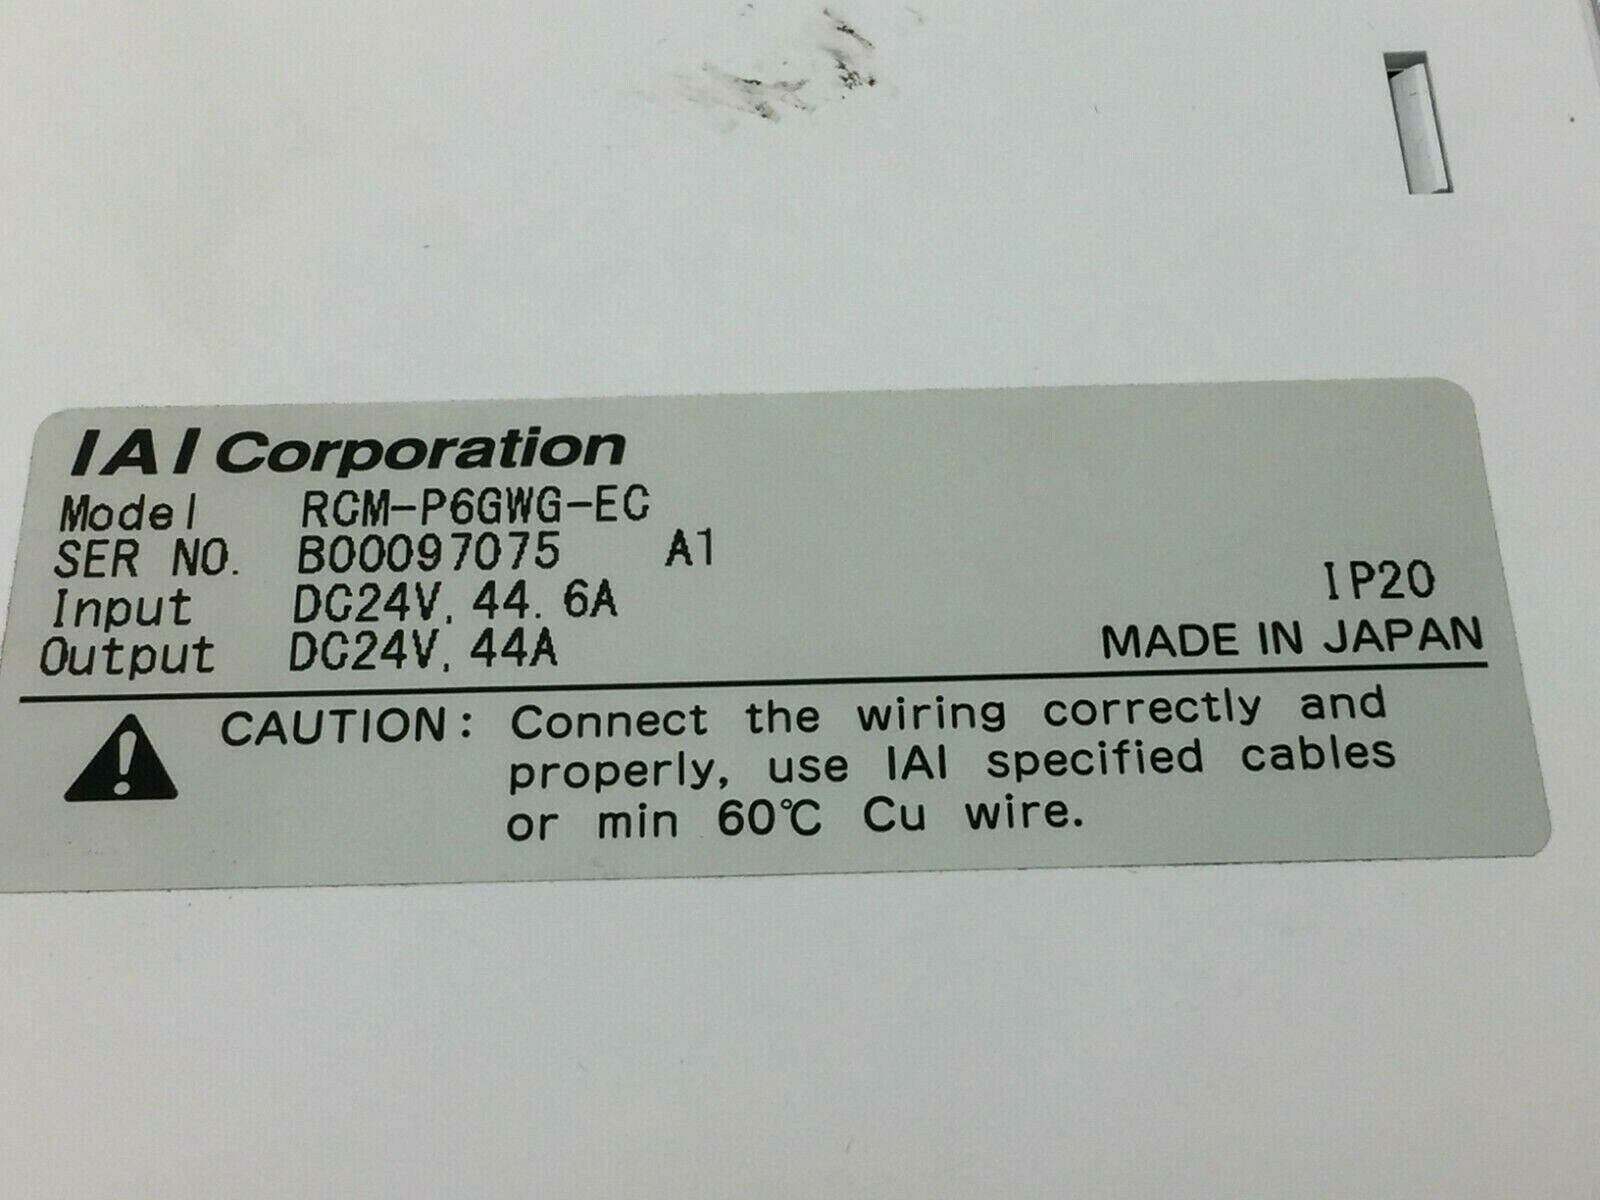 IAI Corporation
Model RCM-P6GWG-EC
SER NO. B00097075 A1
Input DC24V, 44. 6A
Output DC24V, 44A
IP20
MADE IN JAPAN
CAUTION: Connect the wiring correctly and
properly, use IAI specified cables
or min 60℃ Cu wire.